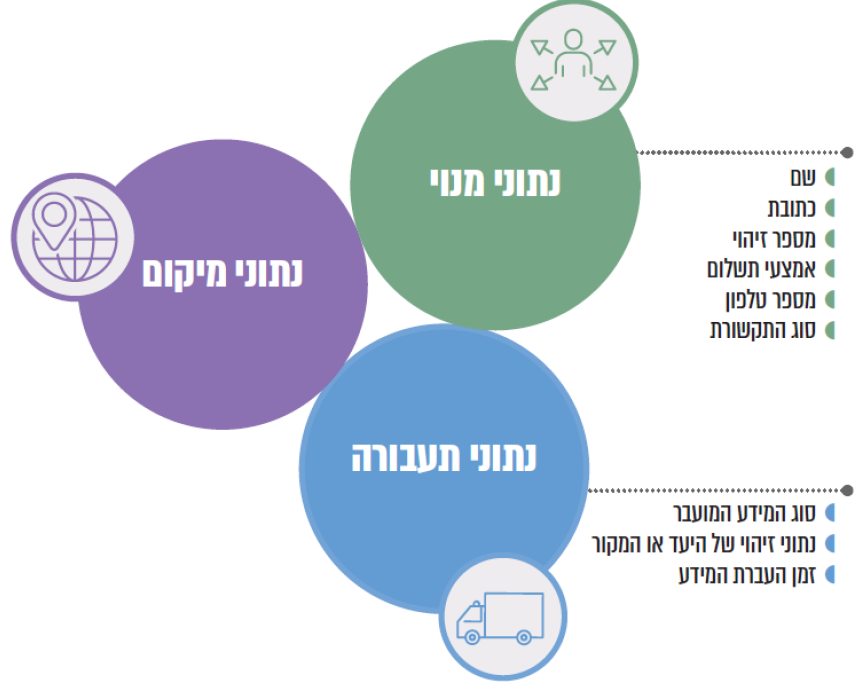 נתוני מנוי
שם
כתובת
מספר זיהוי
אמצעי תשלום
מספר טלפון
סוג התקשורת
נתוני מיקום
נתוני תעבורה
סוג המידע המועבר
נתוני זיהוי של היעד או המקור
זמן העברת המידע